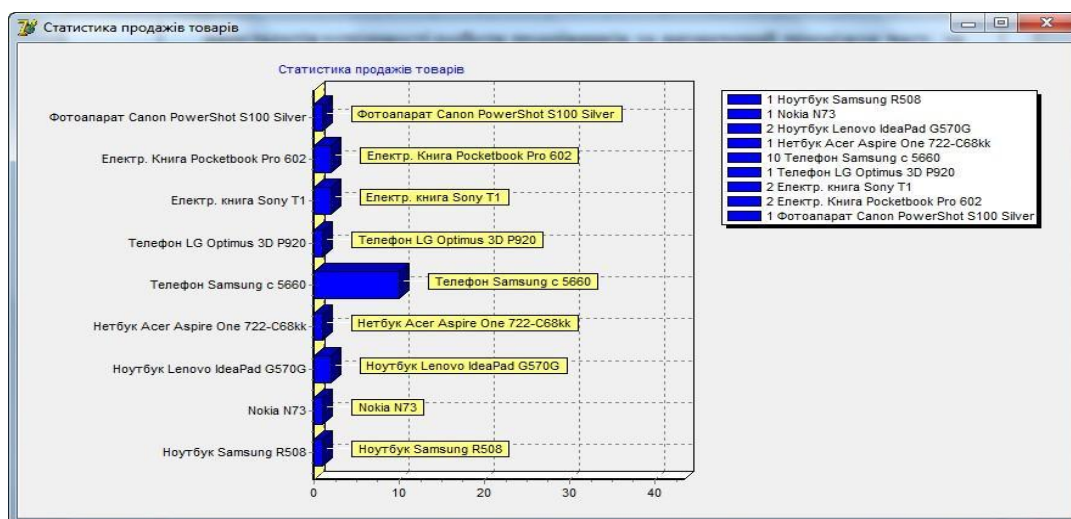 Статистика продажів товарів
Статистика продажів товарів
Фотоапарат Canon PowerShot S100 Silver
Фотоапарат Canon PowerShot S100 Silver
Електр. Книга Pocketbook Pro 602
Електр. Книга Pocketbook Pro 602
Електр. книга Sony T1
Електр. книга Sony T1
Телефон LG Optimus 3D P920
Телефон LG Optimus 3D P920
Телефон Samsung с 5660
Телефон Samsung с 5660
Нетбук Acer Aspire One 722-C68kk
Нетбук Acer Aspire One 722-C68kk
Ноутбук Lenovo IdeaPad G570G
Ноутбук Lenovo IdeaPad G570G
Nokia N73
Nokia N73
Ноутбук Samsung R508
Ноутбук Samsung R508
0 10 20 30 40
1 Ноутбук Samsung R508
1 Nokia N73
2 Ноутбук Lenovo IdeaPad G570G
1 Нетбук Acer Aspire One 722-C68kk
10 Телефон Samsung с 5660
1 Телефон LG Optimus 3D P920
2 Електр. книга Sony T1
2 Електр. Книга Pocketbook Pro 602
1 Фотоапарат Canon PowerShot S100 Silver